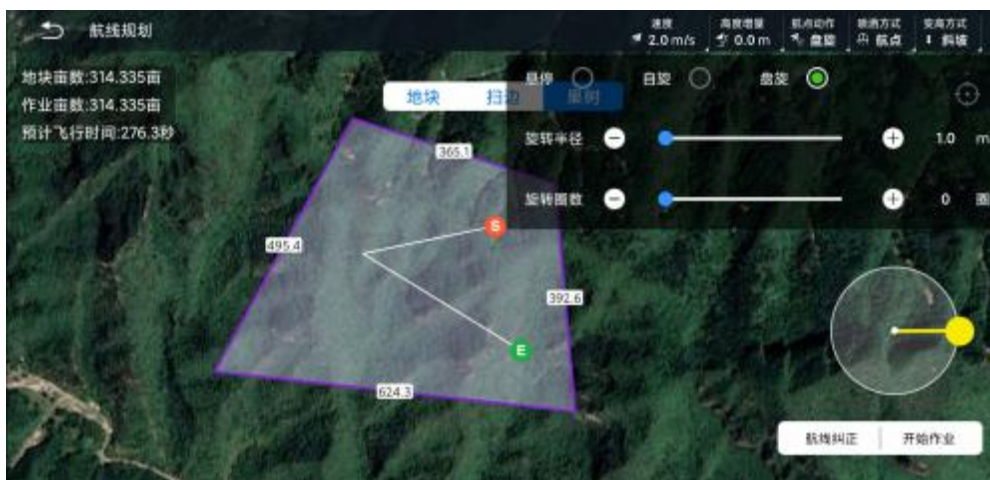 航线规划
速度
2.0 m/s
高度增量
0.0 m
航点动作
盘旋
喷洒方式
航点
变高方式
斜坡
地块亩数:314.335亩
作业亩数:314.335亩
预计飞行时间:276.3秒
地块 扫边 果树
悬停 自旋 盘旋
旋转半径 1.0 m
旋转圈数 0 圈
365.1
495.4
392.6
624.3
S
E
航线纠正 开始作业